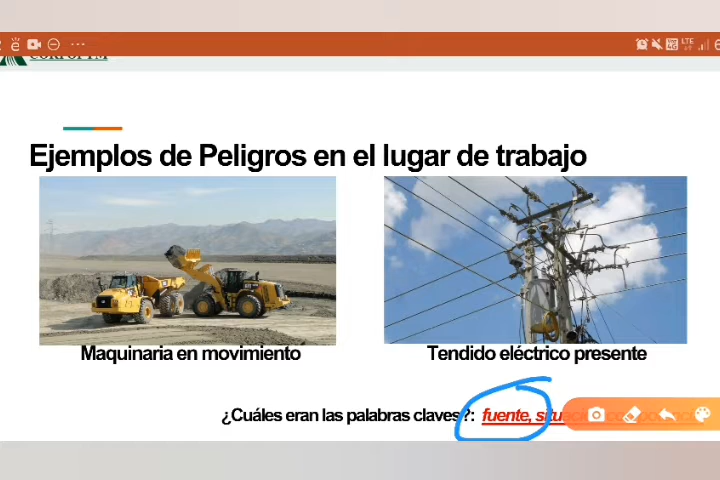 LTE
Ejemplos de Peligros en el lugar de trabajo
Maquinaria en movimiento
Tendido eléctrico presente
¿Cuáles eran las palabras claves?: fuente,